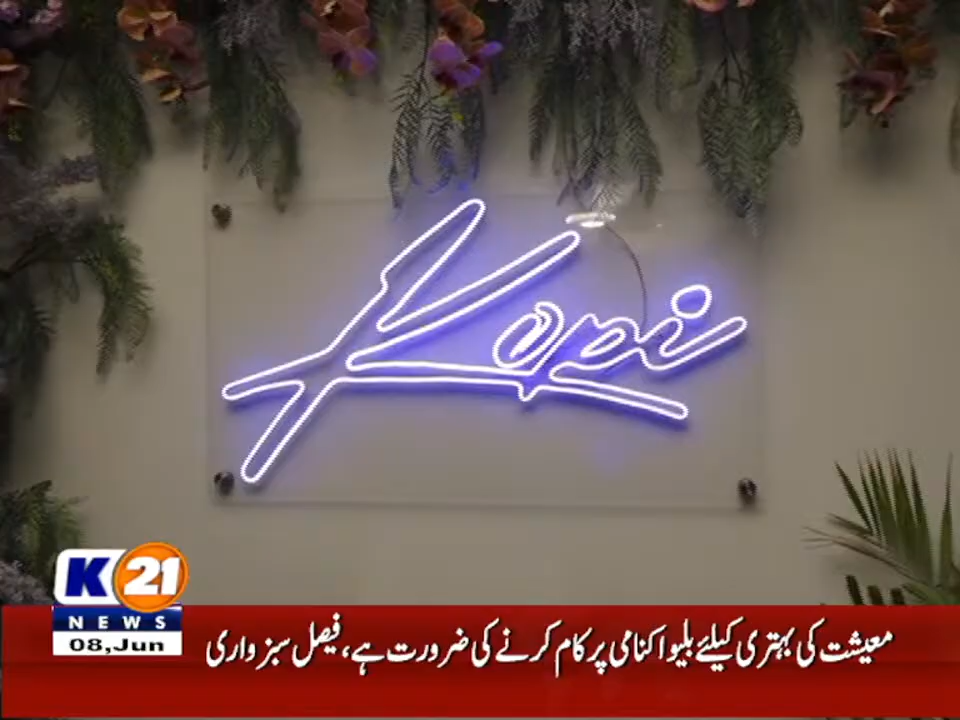 Kopi
K21
NEWS
08,Jun
معیشت کی بہتری کیلئے بلیو اکنامی پر کام کرنے کی ضرورت ہے، فیصل سبزواری